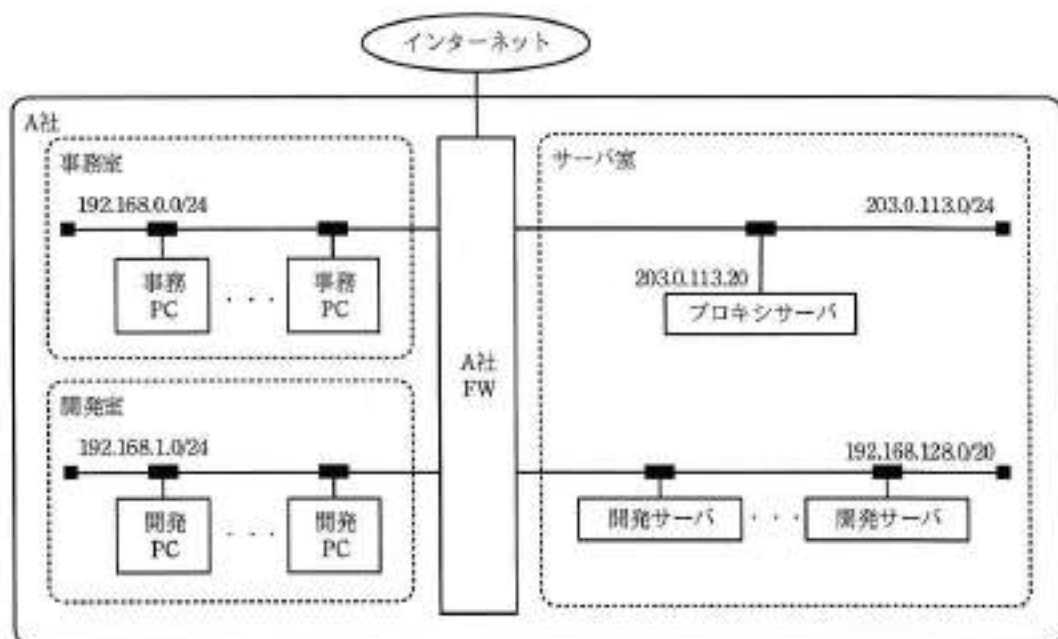 インターネット
A社
事務室
192.168.0.0/24
事務
PC
・・・
事務
PC
開発室
192.168.1.0/24
開発
PC
・・・
開発
PC
A社
FW
サーバ室
203.0.113.0/24
203.0.113.20
プロキシサーバ
192.168.128.0/20
開発サーバ
・・・
開発サーバ